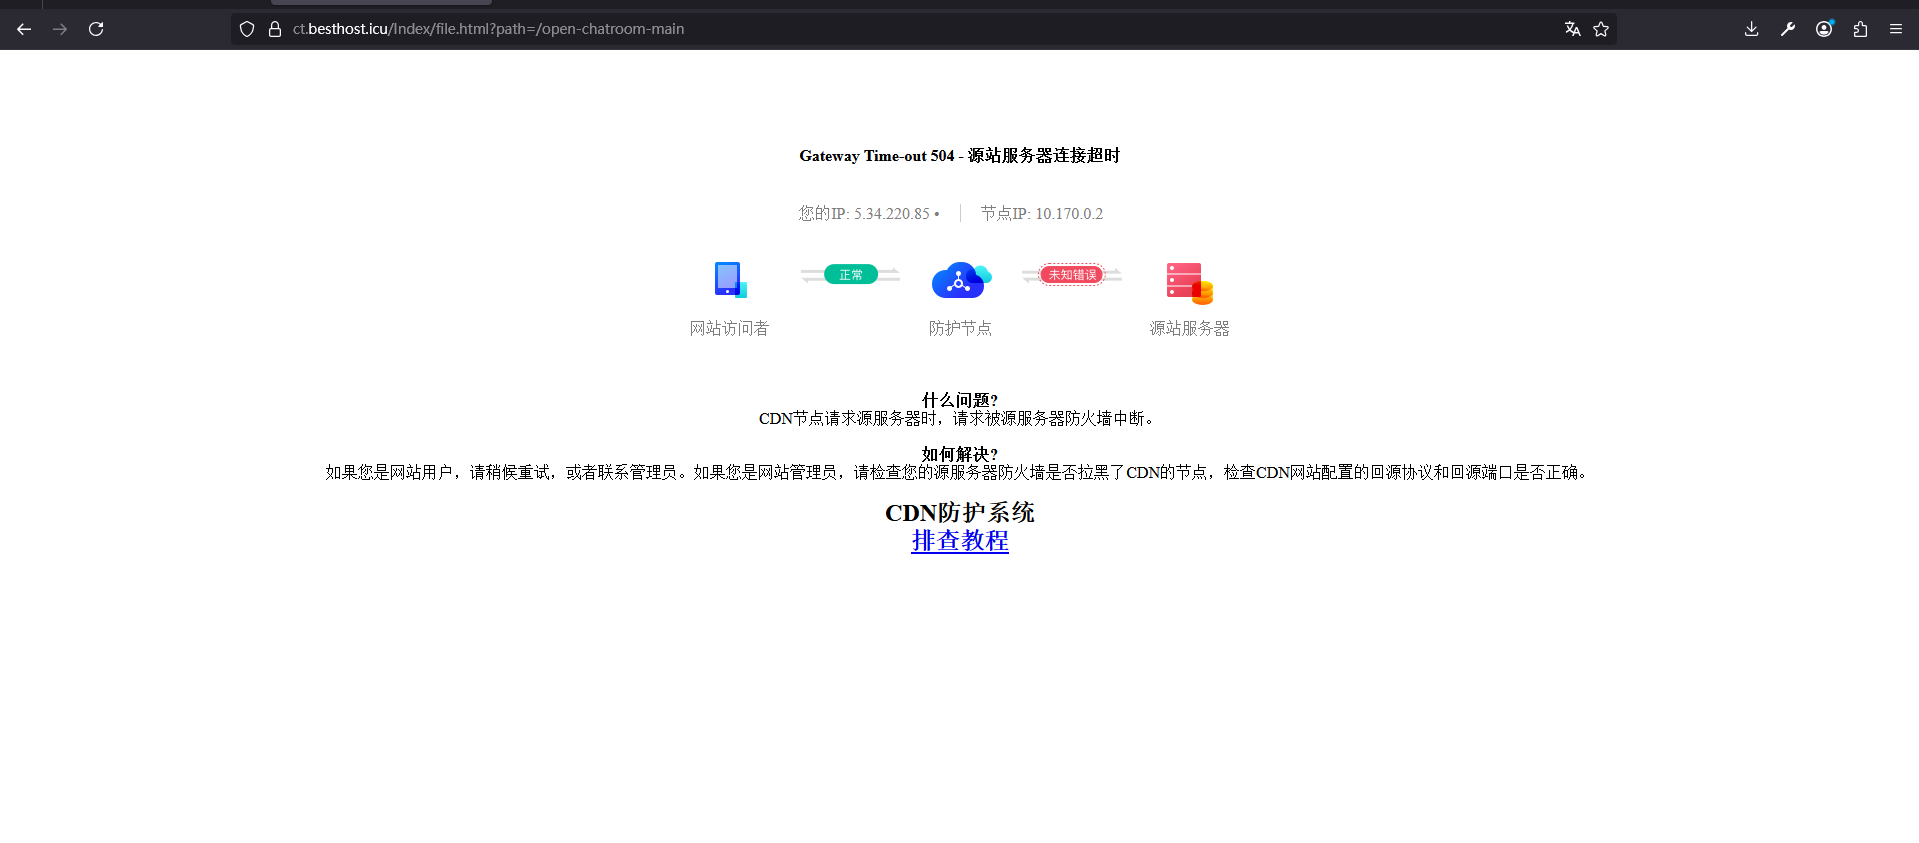 ct.besthost.icu/Index/file.html?path=/open-chatroom-main
Gateway Time-out 504 - 源站服务器连接超时
您的IP: 5.34.220.85 • 节点IP: 10.170.0.2
正常 未知错误
网站访问者 防护节点 源站服务器
什么问题?
CDN节点请求源服务器时，请求被源服务器防火墙中断。
如何解决?
如果您是网站用户，请稍候重试，或者联系管理员。如果您是网站管理员，请检查您的源服务器防火墙是否拉黑了CDN的节点，检查CDN网站配置的回源协议和回源端口是否正确。
CDN防护系统
排查教程